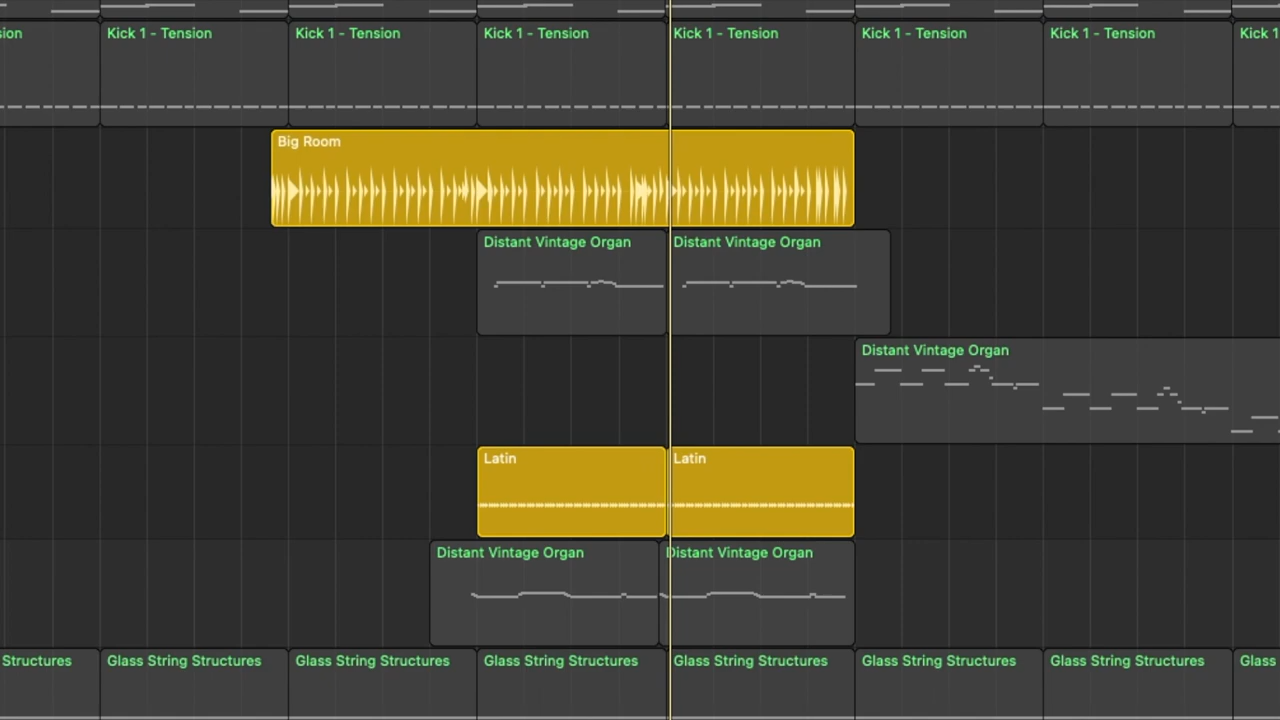 sion Kick 1 - Tension Kick 1 - Tension Kick 1 - Tension Kick 1 - Tension Kick 1 - Tension Kick 1 - Tension Kick 1
Big Room
Distant Vintage Organ Distant Vintage Organ
Distant Vintage Organ
Latin Latin
Distant Vintage Organ Distant Vintage Organ
Structures Glass String Structures Glass String Structures Glass String Structures Glass String Structures Glass String Structures Glass String Structures Glass